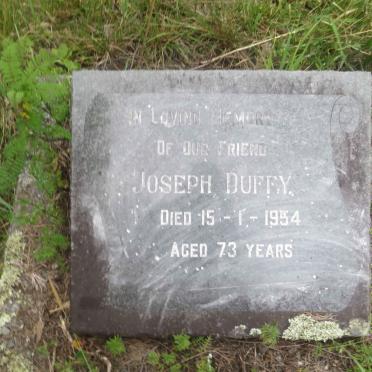 IN LOVING MEMORY
OF OUR FRIEND
JOSEPH DUFFY,
DIED 15 - 1 - 1954
AGED 73 YEARS